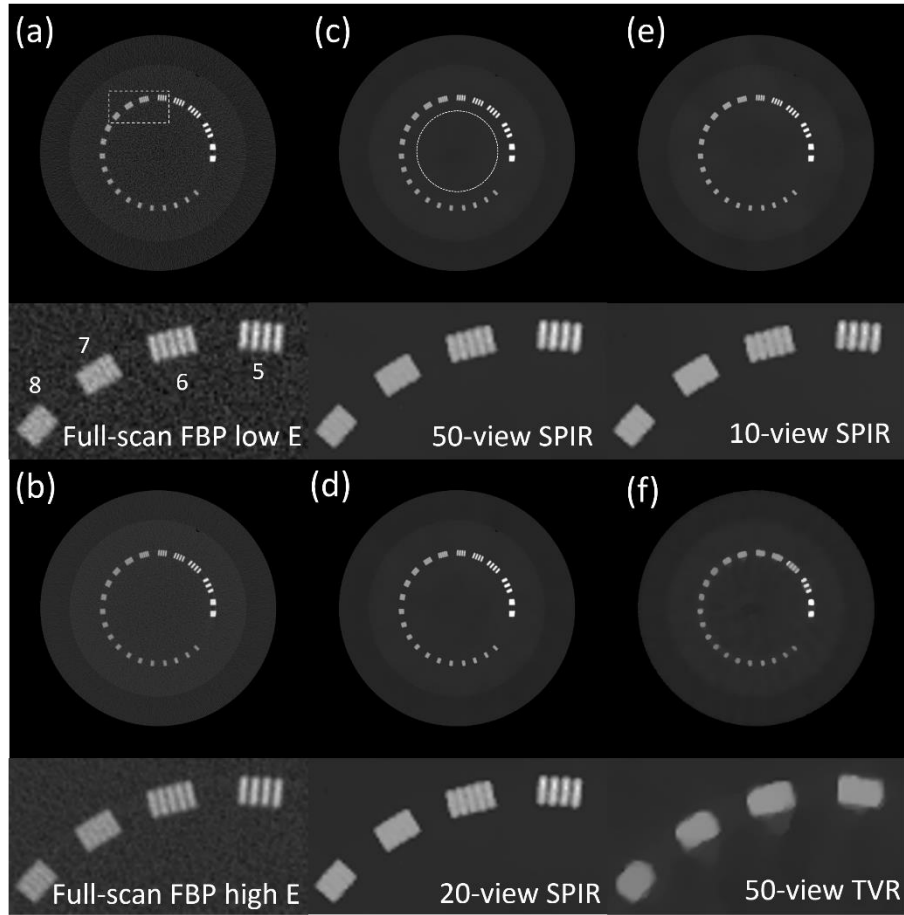 (a)
(c)
(e)
7
8
6
5
Full-scan FBP low E
50-view SPIR
10-view SPIR
(b)
(d)
(f)
Full-scan FBP high E
20-view SPIR
50-view TVR